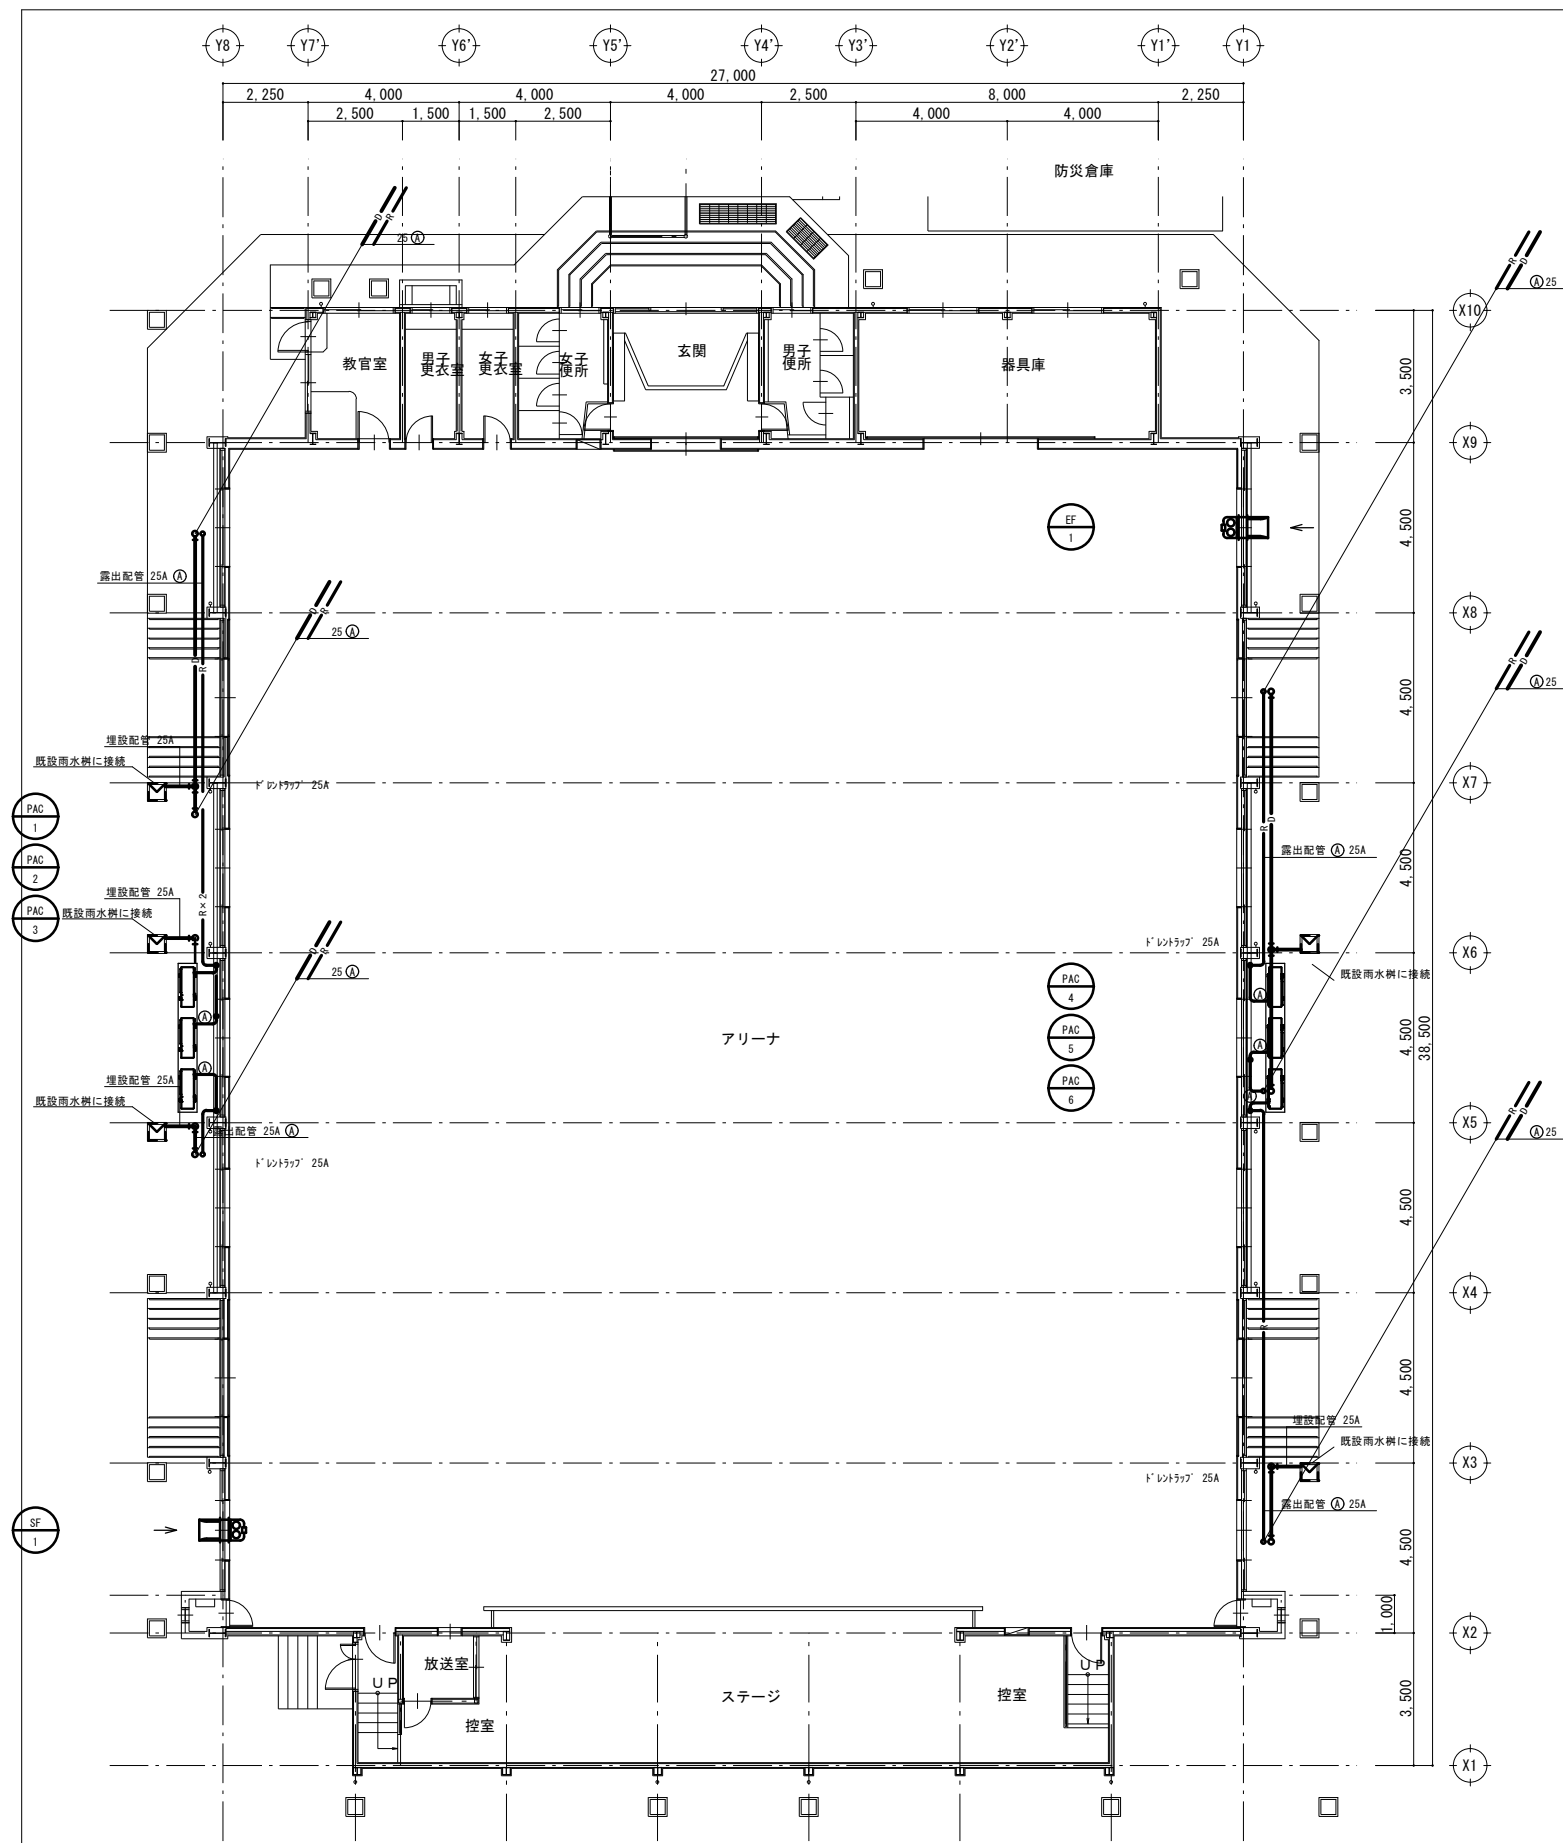 Y8 Y7' Y6' Y5' Y4' Y3' Y2' Y1' Y1
27,000
2,250 4,000 4,000 4,000 2,500 8,000 2,250
2,500 1,500 1,500 2,500 4,000 4,000
防災倉庫
D R
25 Ⓐ
R D
Ⓐ 25
X10
教官室
男子
更衣室
女子
更衣室
女子
便所
玄関
男子
便所
器具庫
3,500
X9
EF
1
4,500
露出配管 25A Ⓐ
D R
25 Ⓐ
X8
R D
Ⓐ 25
D
R
4,500
埋設配管 25A
既設雨水桝に接続
ドレントラップ 25A
X7
PAC
1
R D
露出配管 Ⓐ 25A
4,500
PAC
2
埋設配管 25A
R×2
PAC
3
既設雨水桝に接続
D R
25 Ⓐ
ドレントラップ 25A
X6
既設雨水桝に接続
PAC
4
Ⓐ
Ⓐ
アリーナ
PAC
5
4,500
38,500
Ⓐ
Ⓐ
PAC
6
Ⓐ
埋設配管 25A
既設雨水桝に接続
R D
Ⓐ 25
露出配管 25A Ⓐ
X5
ドレントラップ 25A
4,500
X4
R
4,500
埋設配管 25A
既設雨水桝に接続
X3
ドレントラップ 25A
露出配管 Ⓐ 25A
SF
1
4,500
1,000
X2
放送室
UP
UP
ステージ
控室
控室
3,500
X1